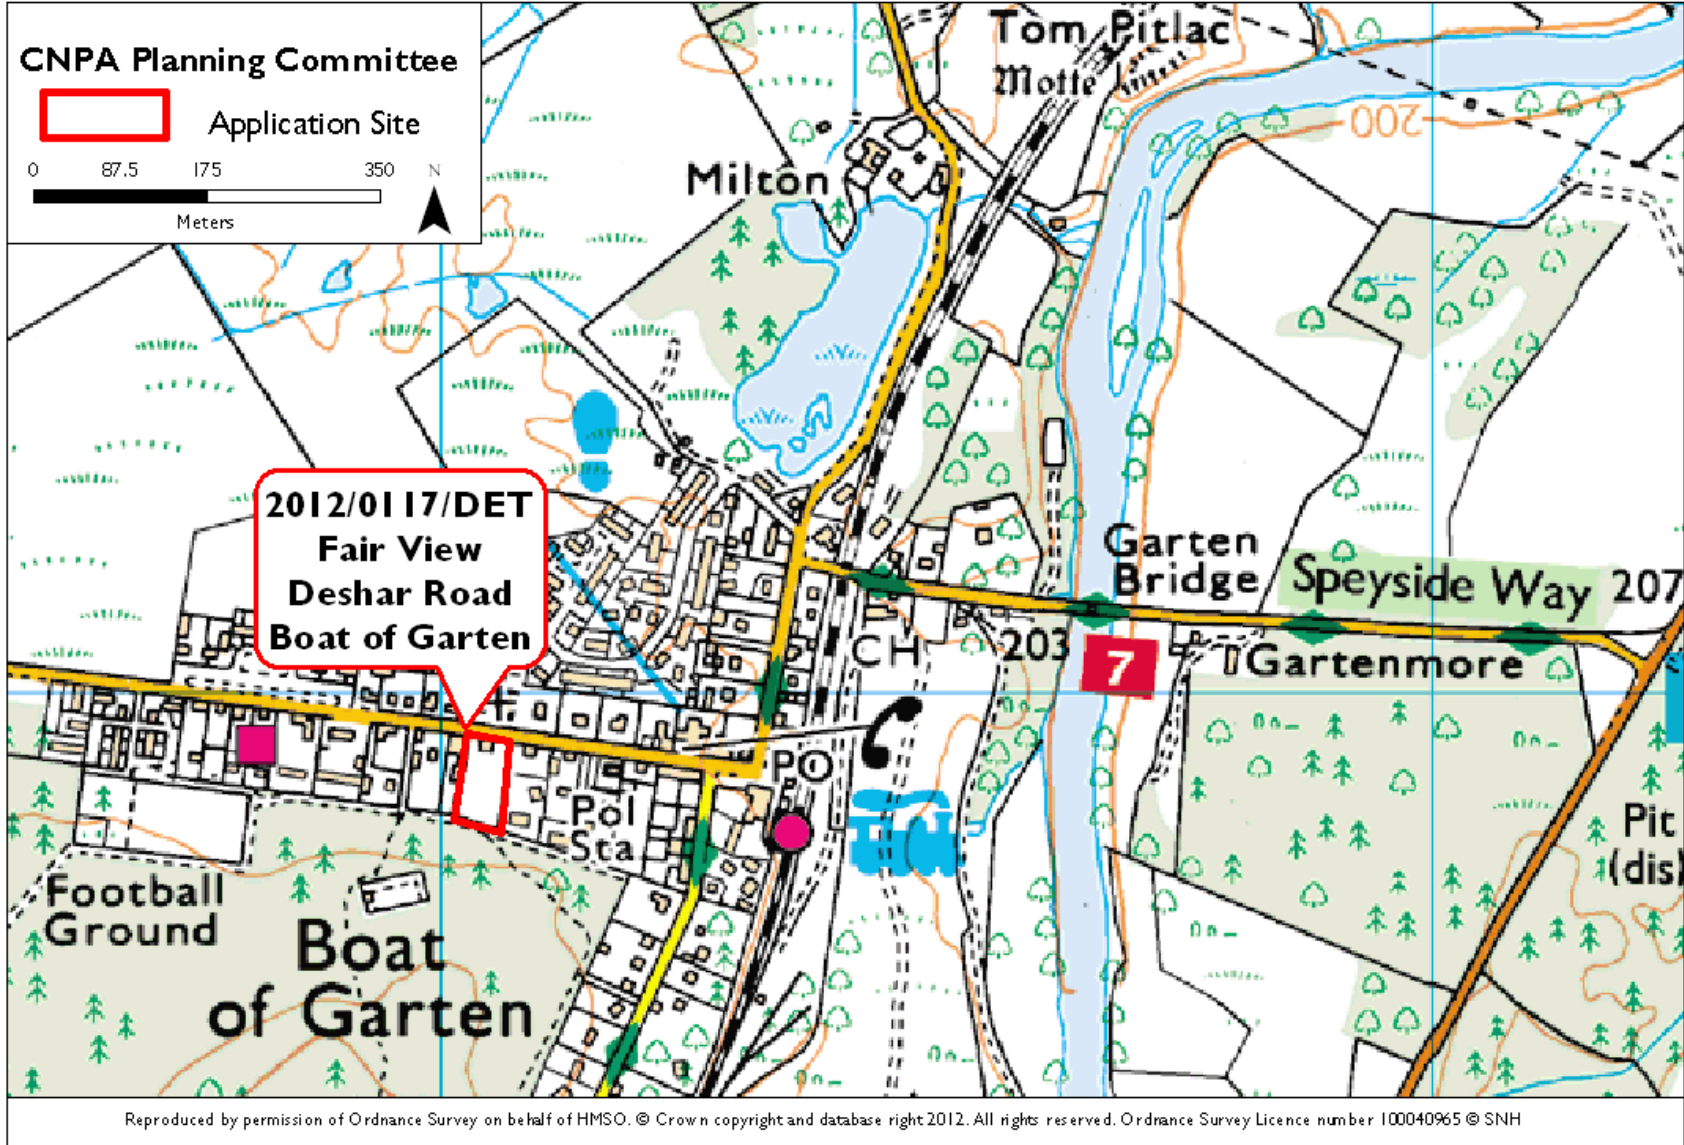 CNPA Planning Committee
Application Site
0 87.5 175 350
N
Meters
Tom Pitlac
Motte
200
Milton
2012/0117/DET
Fair View
Deshar Road
Boat of Garten
Garten
Bridge
Speyside Way 207
CH
203
7
Gartenmore
PO
Pol
Sta
Pit
(dis)
Football
Ground
Boat
of Garten
Reproduced by permission of Ordnance Survey on behalf of HMSO. © Crown copyright and database right 2012. All rights reserved. Ordnance Survey Licence number 100040965 © SNH